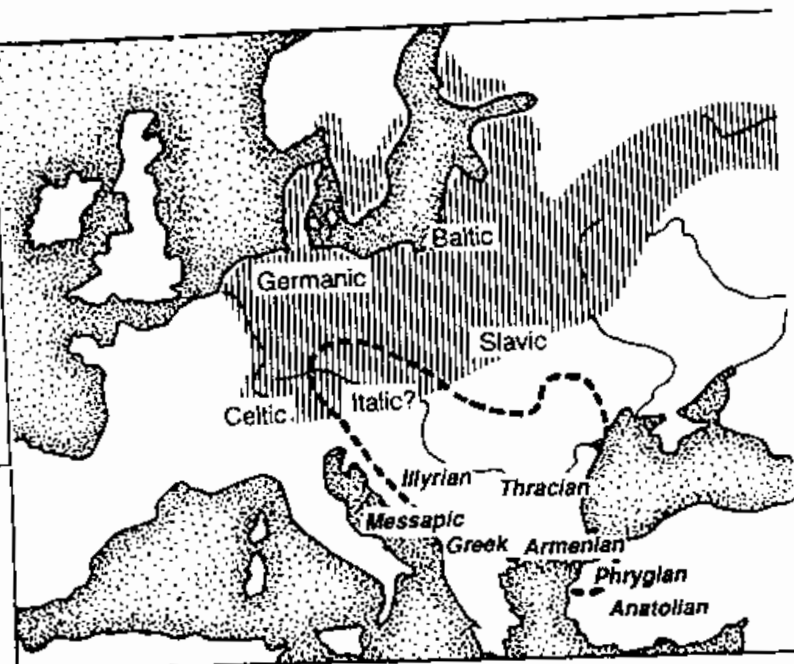 Baltic
Germanic
Slavic
Celtic
Italic?
Illyrian
Thracian
Messapic
Greek
Armenian
Phrygian
Anatolian